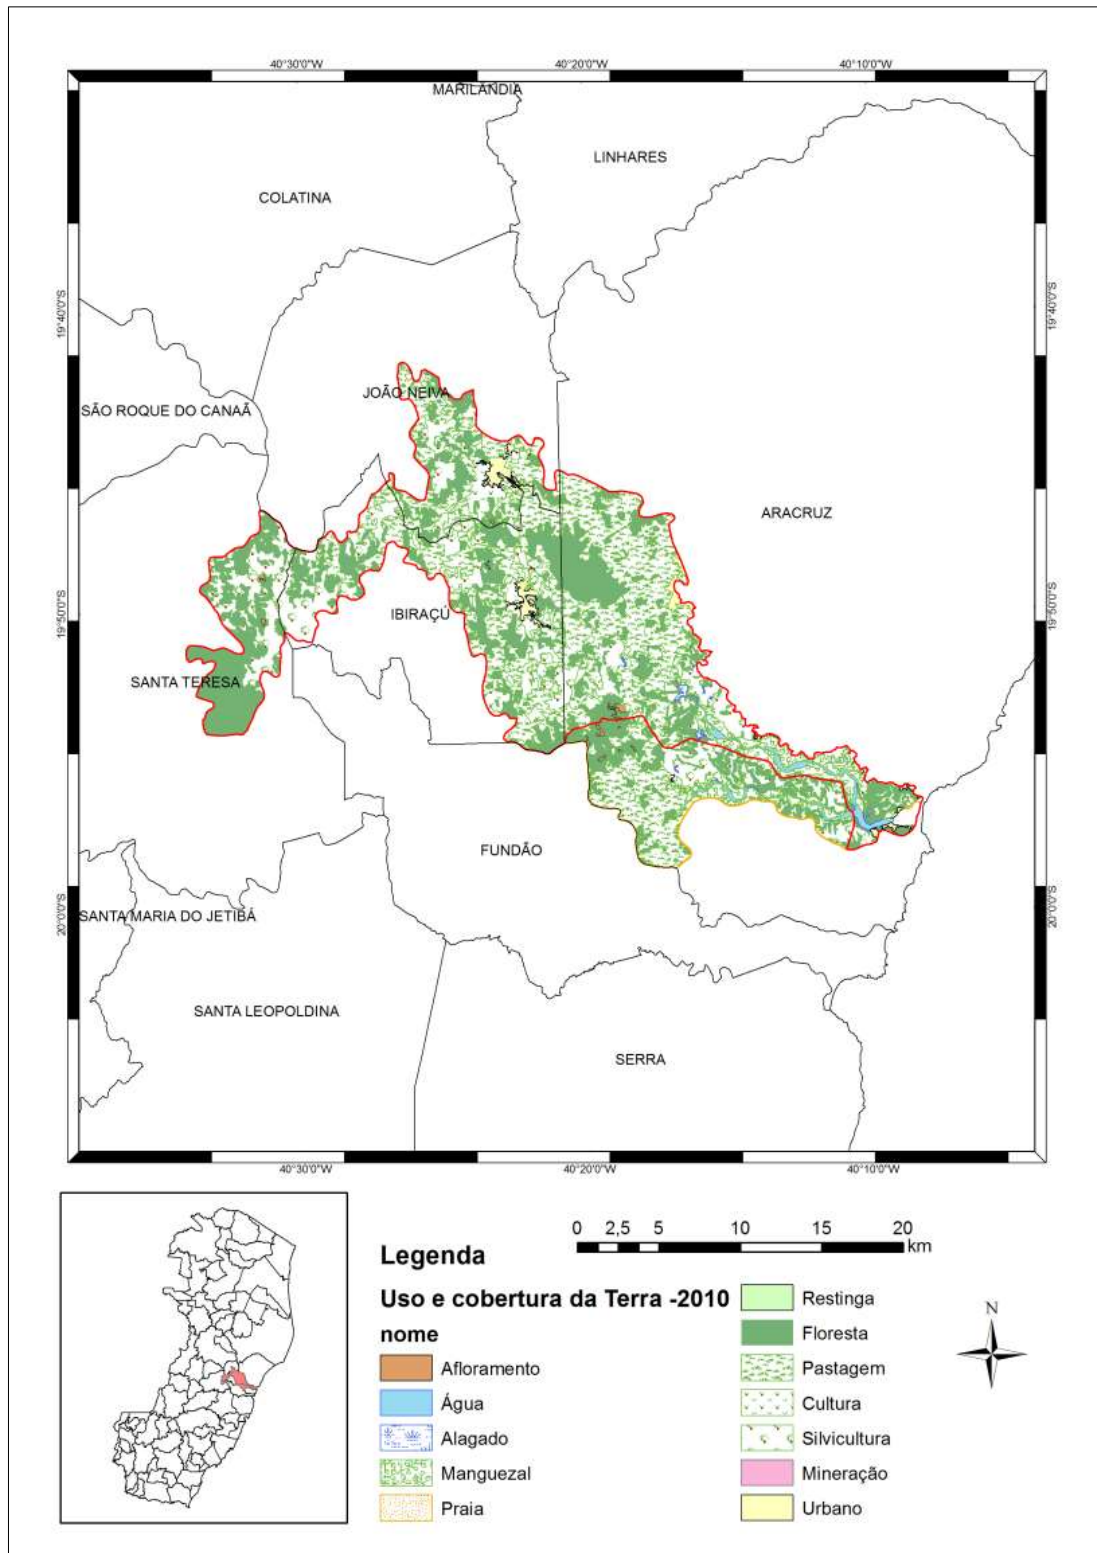 40°30'0"W 40°20'0"W 40°10'0"W
MARILÂNDIA
LINHARES
COLATINA
19°40'0"S 19°40'0"S
JOÃO NEIVA
SÃO ROQUE DO CANAÃ
ARACRUZ
19°50'0"S 19°50'0"S
IBIRAÇÚ
SANTA TERESA
FUNDÃO
20°0'0"S 20°0'0"S
SANTA MARIA DO JETIBÁ
SANTA LEOPOLDINA
SERRA
40°30'0"W 40°20'0"W 40°10'0"W
0 2,5 5 10 15 20
km
Legenda
Uso e cobertura da Terra -2010
nome
Afloramento
Água
Alagado
Manguezal
Praia
Restinga
Floresta
Pastagem
Cultura
Silvicultura
Mineração
Urbano
N